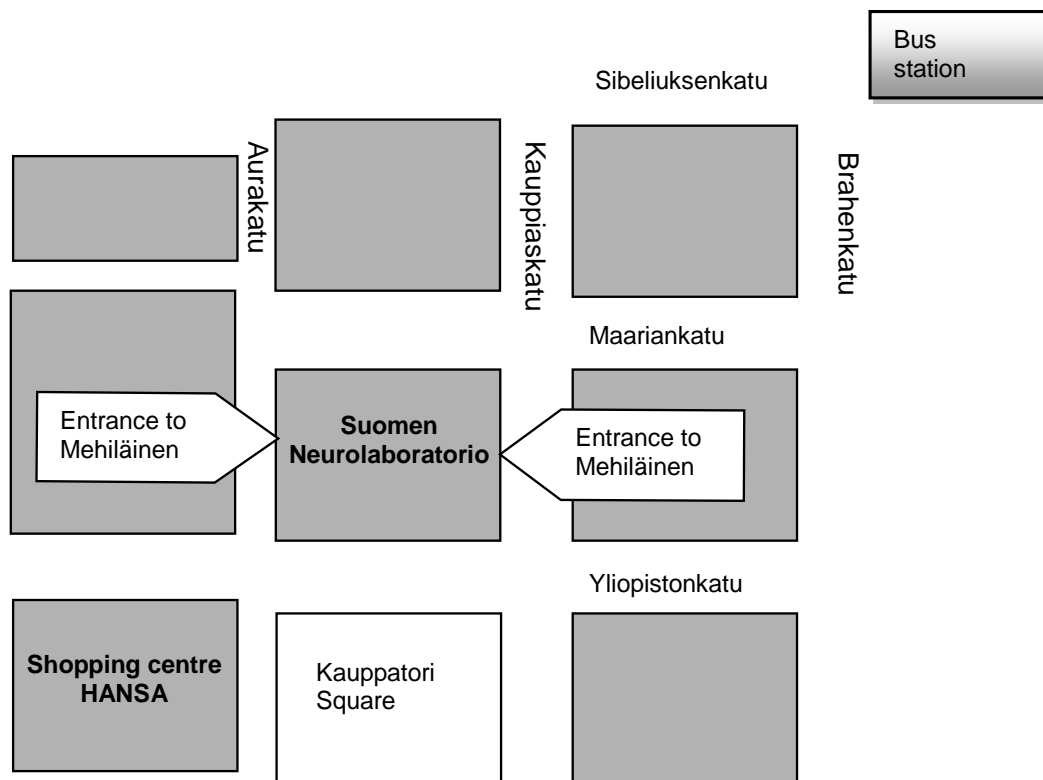 Bus
station
Sibeliuksenkatu
Aurakatu
Kauppiaskatu
Brahenkatu
Maariankatu
Entrance to
Mehiläinen
Suomen
Neurolaboratorio
Entrance to
Mehiläinen
Yliopistonkatu
Shopping centre
HANSA
Kauppatori
Square